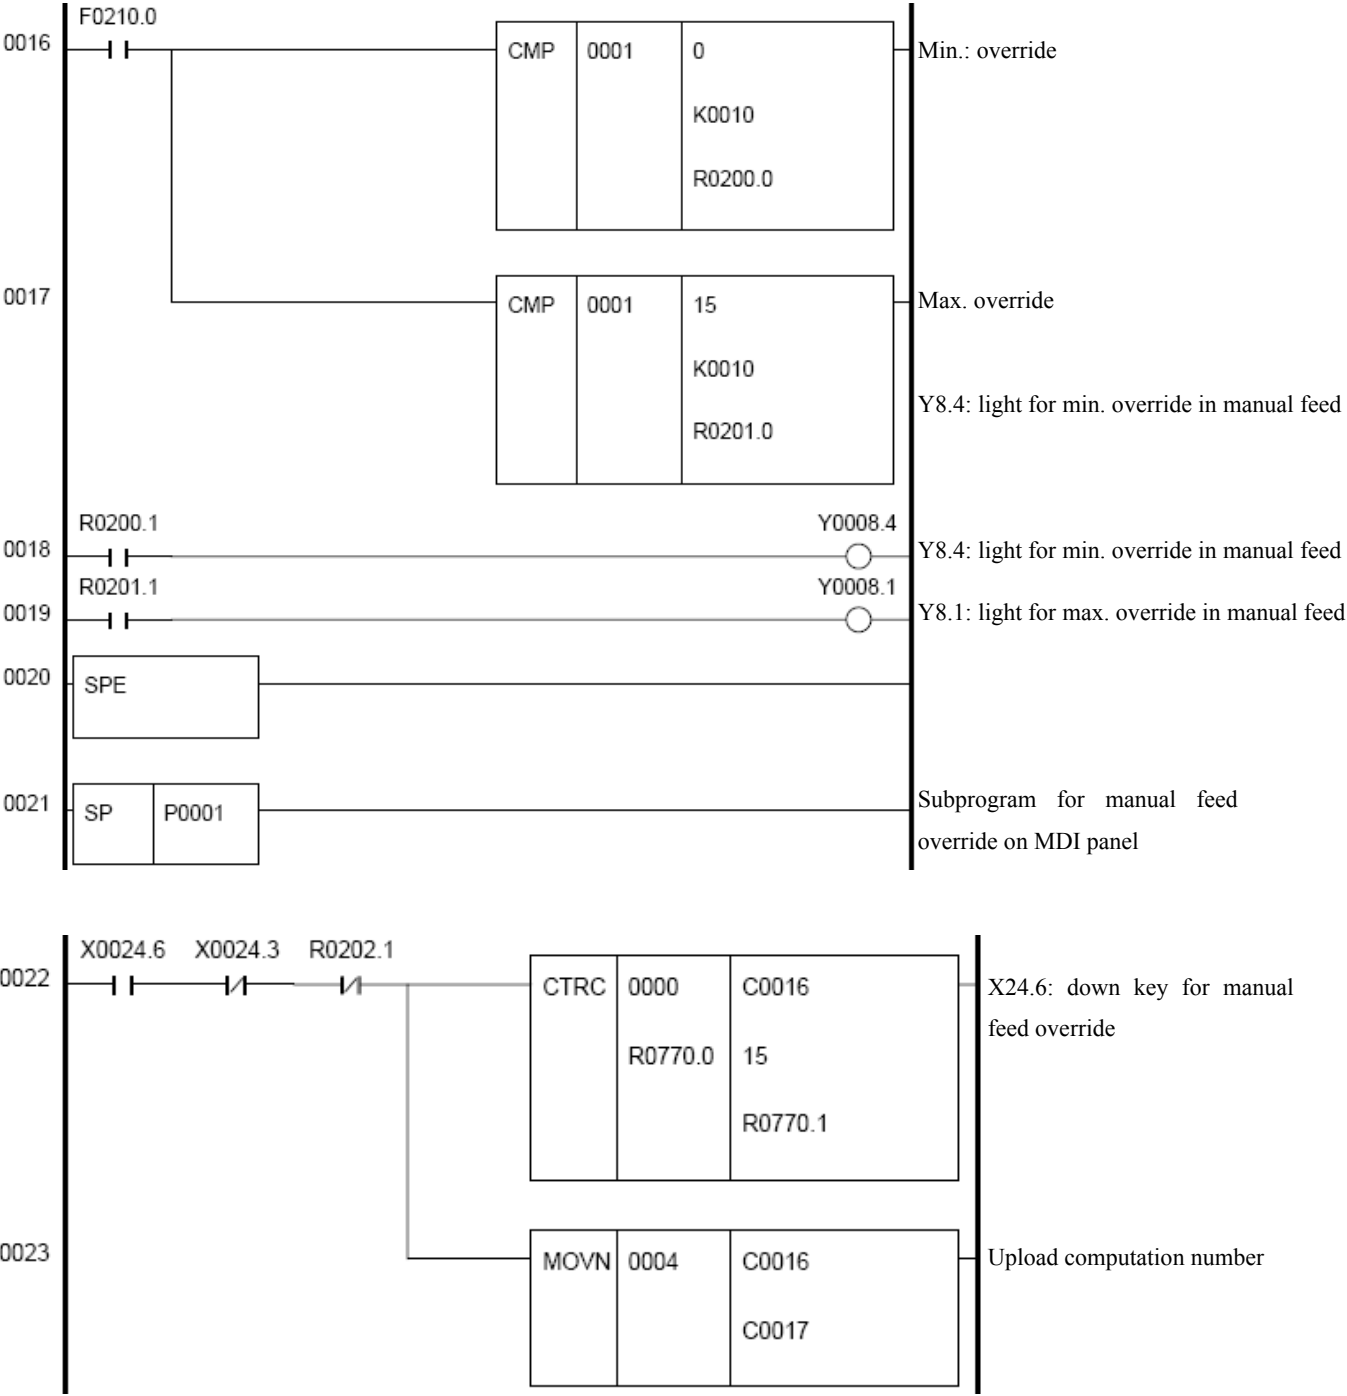 F0210.0
0016 CMP 0001 0 Min.: override
K0010
R0200.0
0017 CMP 0001 15 Max. override
K0010
Y8.4: light for min. override in manual feed
R0201.0
R0200.1 Y0008.4
0018 Y8.4: light for min. override in manual feed
R0201.1 Y0008.1
0019 Y8.1: light for max. override in manual feed
0020 SPE
0021 SP P0001 Subprogram for manual feed
override on MDI panel
X0024.6 X0024.3 R0202.1
0022 CTRC 0000 C0016 X24.6: down key for manual
feed override
R0770.0 15
R0770.1
0023 MOVN 0004 C0016 Upload computation number
C0017